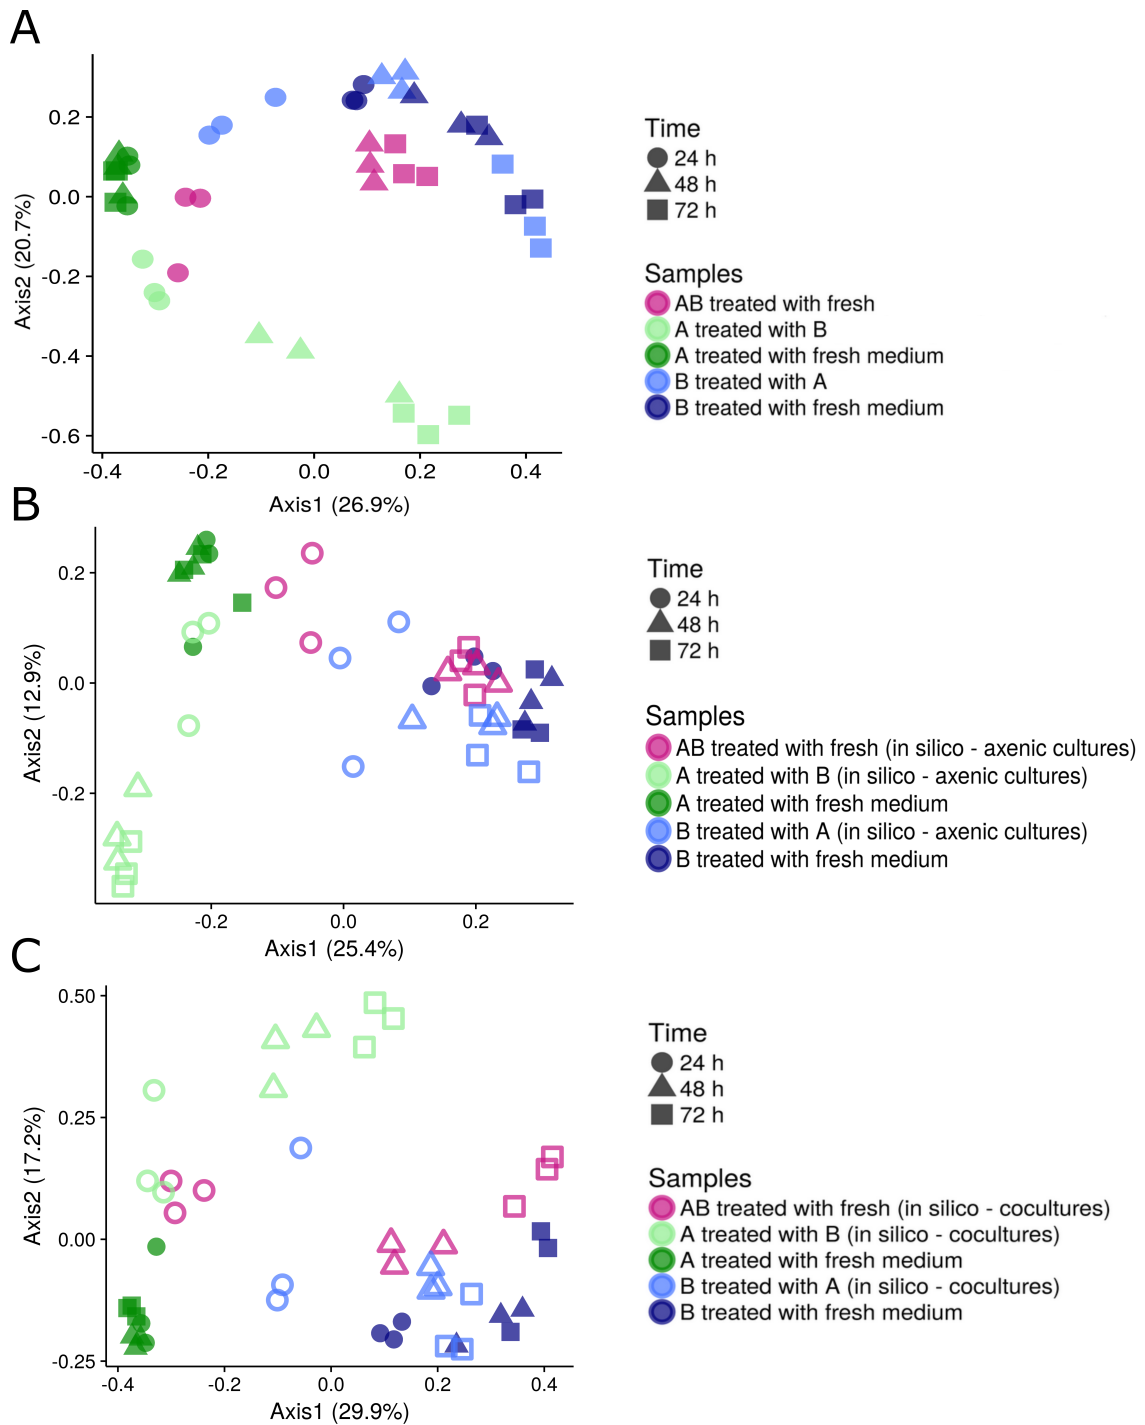 A
0.2
0.0
-0.2
-0.4
-0.6
Axis2 (20.7%)
-0.4 -0.2 0.0 0.2 0.4
Axis1 (26.9%)
Time
24 h
48 h
72 h
Samples
AB treated with fresh
A treated with B
A treated with fresh medium
B treated with A
B treated with fresh medium
B
0.2
0.0
-0.2
Axis2 (12.9%)
-0.2 0.0 0.2
Axis1 (25.4%)
Time
24 h
48 h
72 h
Samples
AB treated with fresh (in silico - axenic cultures)
A treated with B (in silico - axenic cultures)
A treated with fresh medium
B treated with A (in silico - axenic cultures)
B treated with fresh medium
C
0.50
0.25
0.00
-0.25
Axis2 (17.2%)
-0.4 -0.2 0.0 0.2 0.4
Axis1 (29.9%)
Time
24 h
48 h
72 h
Samples
AB treated with fresh (in silico - cocultures)
A treated with B (in silico - cocultures)
A treated with fresh medium
B treated with A (in silico - cocultures)
B treated with fresh medium